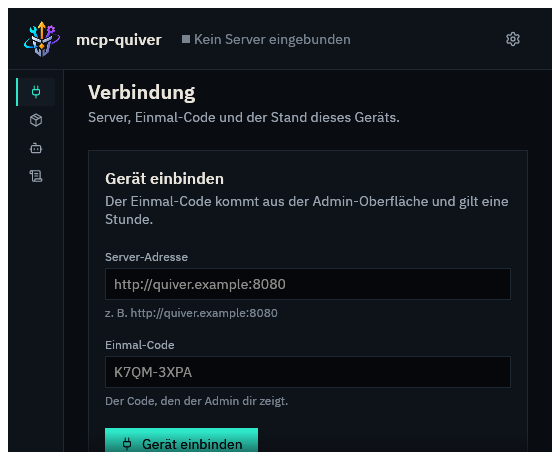 mcp-quiver
Kein Server eingebunden
Verbindung
Server, Einmal-Code und der Stand dieses Geräts.
Gerät einbinden
Der Einmal-Code kommt aus der Admin-Oberfläche und gilt eine
Stunde.
Server-Adresse
http://quiver.example:8080
z. B. http://quiver.example:8080
Einmal-Code
K7QM-3XPA
Der Code, den der Admin dir zeigt.
Gerät einbinden